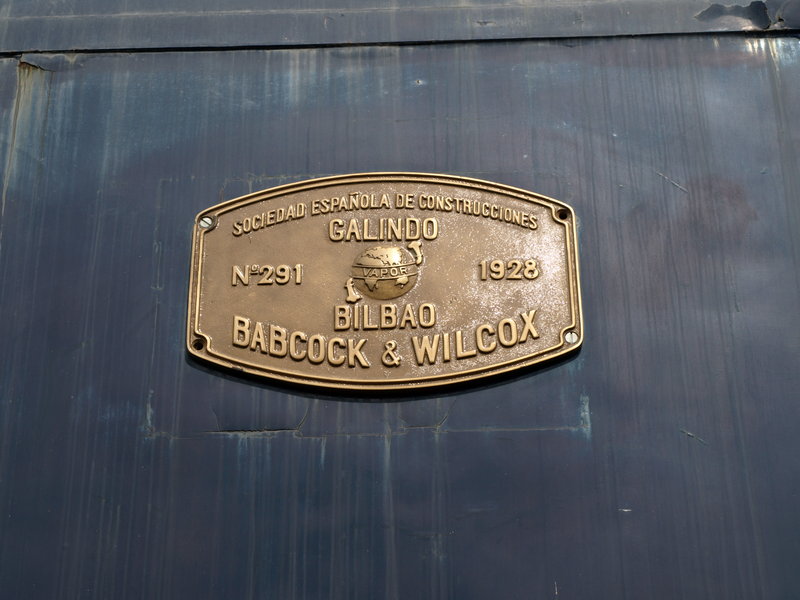 SOCIEDAD ESPAÑOLA DE CONSTRUCCIONES
GALINDO
Nº 291
VAPOR
1928
BILBAO
BABCOCK & WILCOX